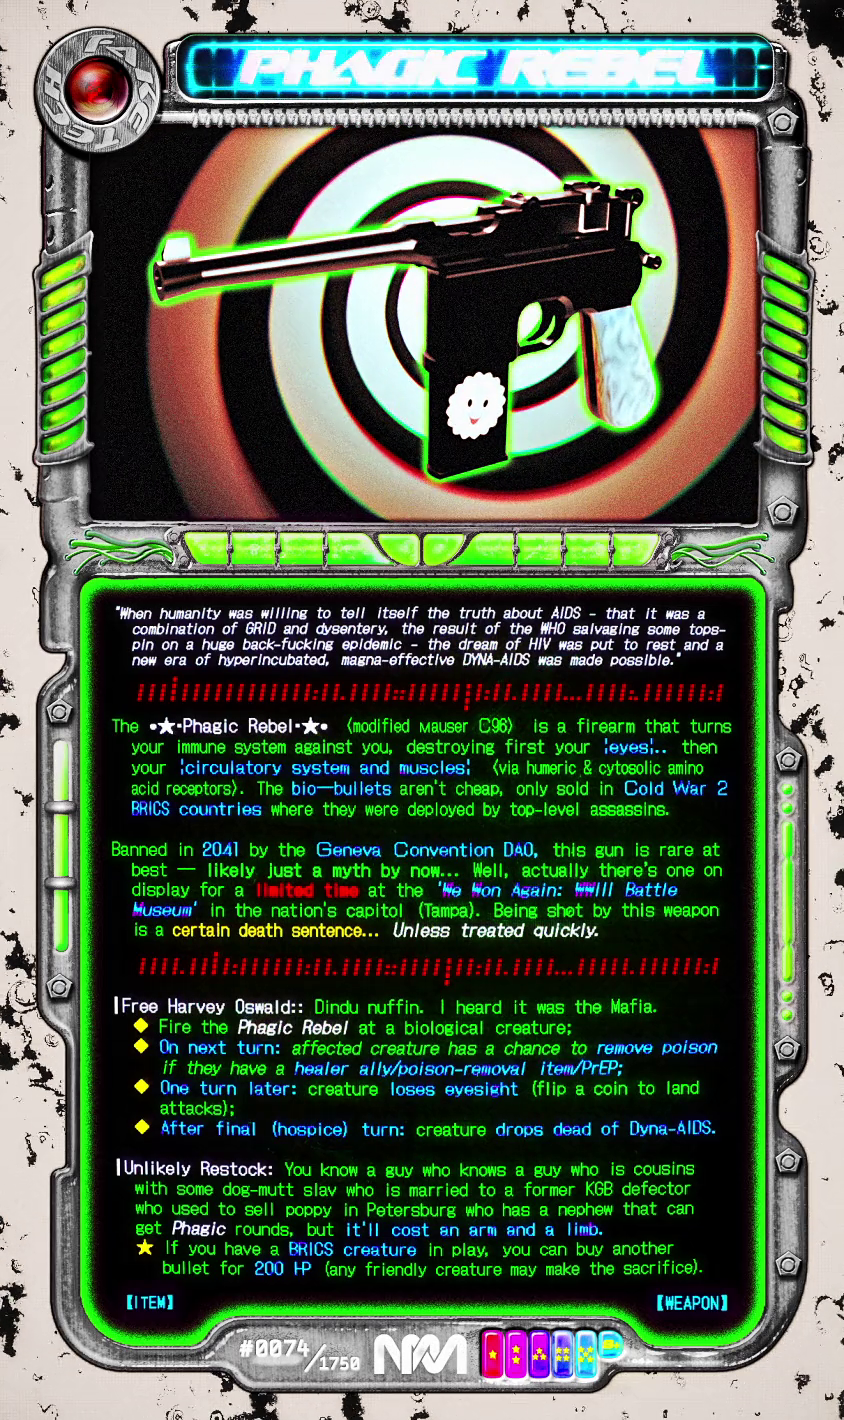 FAKE TECH
PHAGIC REBEL
"When humanity was willing to tell itself the truth about AIDS - that it was a
combination of GRID and dysentery, the result of the WHO salvaging some tops-
pin on a huge back-fucking epidemic - the dream of HIV was put to rest and a
new era of hyperincubated, magna-effective DYNA-AIDS was made possible."
The •★•Phagic Rebel•★• (modified Mauser C96) is a firearm that turns
your immune system against you, destroying first your ¦eyes¦.. then
your ¦circulatory system and muscles¦ (via humeric & cytosolic amino
acid receptors). The bio—bullets aren't cheap, only sold in Cold War 2
BRICS countries where they were deployed by top-level assassins.
Banned in 2041 by the Geneva Convention DAO, this gun is rare at
best — likely just a myth by now... Well, actually there's one on
display for a limited time at the 'We Won Again: WWIII Battle
Museum' in the nation's capitol (Tampa). Being shot by this weapon
is a certain death sentence... Unless treated quickly.
|Free Harvey Oswald:: Dindu nuffin. I heard it was the Mafia.
◆ Fire the Phagic Rebel at a biological creature;
◆ On next turn: affected creature has a chance to remove poison
if they have a healer ally/poison-removal item/PrEP;
◆ One turn later: creature loses eyesight (flip a coin to land
attacks);
◆ After final (hospice) turn: creature drops dead of Dyna-AIDS.
|Unlikely Restock: You know a guy who knows a guy who is cousins
with some dog-mutt slav who is married to a former KGB defector
who used to sell poppy in Petersburg who has a nephew that can
get Phagic rounds, but it'll cost an arm and a limb.
★ If you have a BRICS creature in play, you can buy another
bullet for 200 HP (any friendly creature may make the sacrifice).
【ITEM】 【WEAPON】
#0074/1750